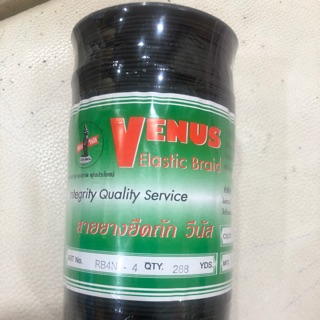 VENUS
Elastic Braid
Integrity Quality Service
สายยางยืดถัก วีนัส
RB4N - 4 QTY. 288 YDS.